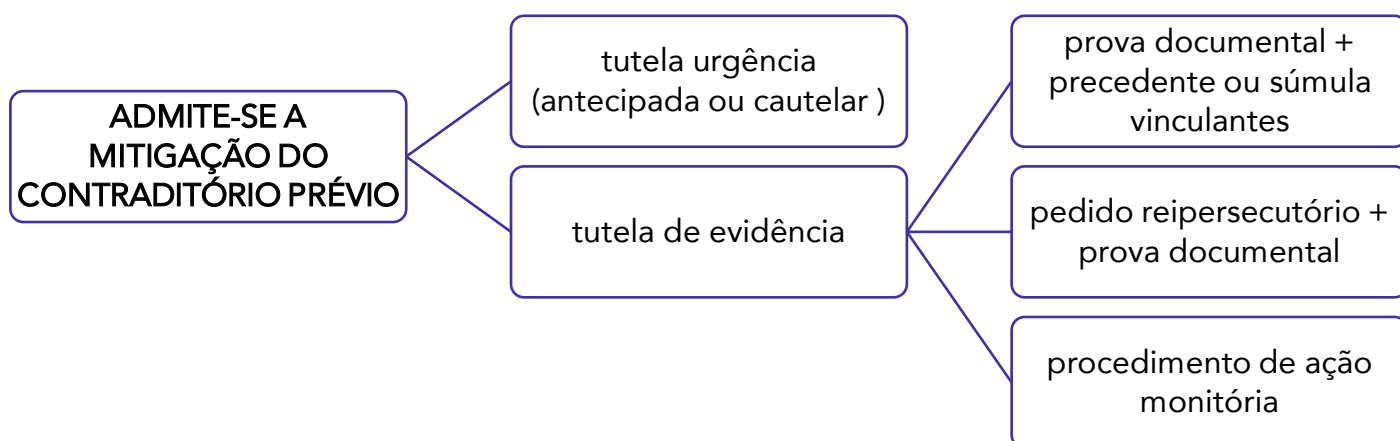 ADMITE-SE A
MITIGAÇÃO DO
CONTRADITÓRIO PRÉVIO
tutela urgência
(antecipada ou cautelar )
tutela de evidência
prova documental +
precedente ou súmula
vinculantes
pedido reipersecutório +
prova documental
procedimento de ação
monitória